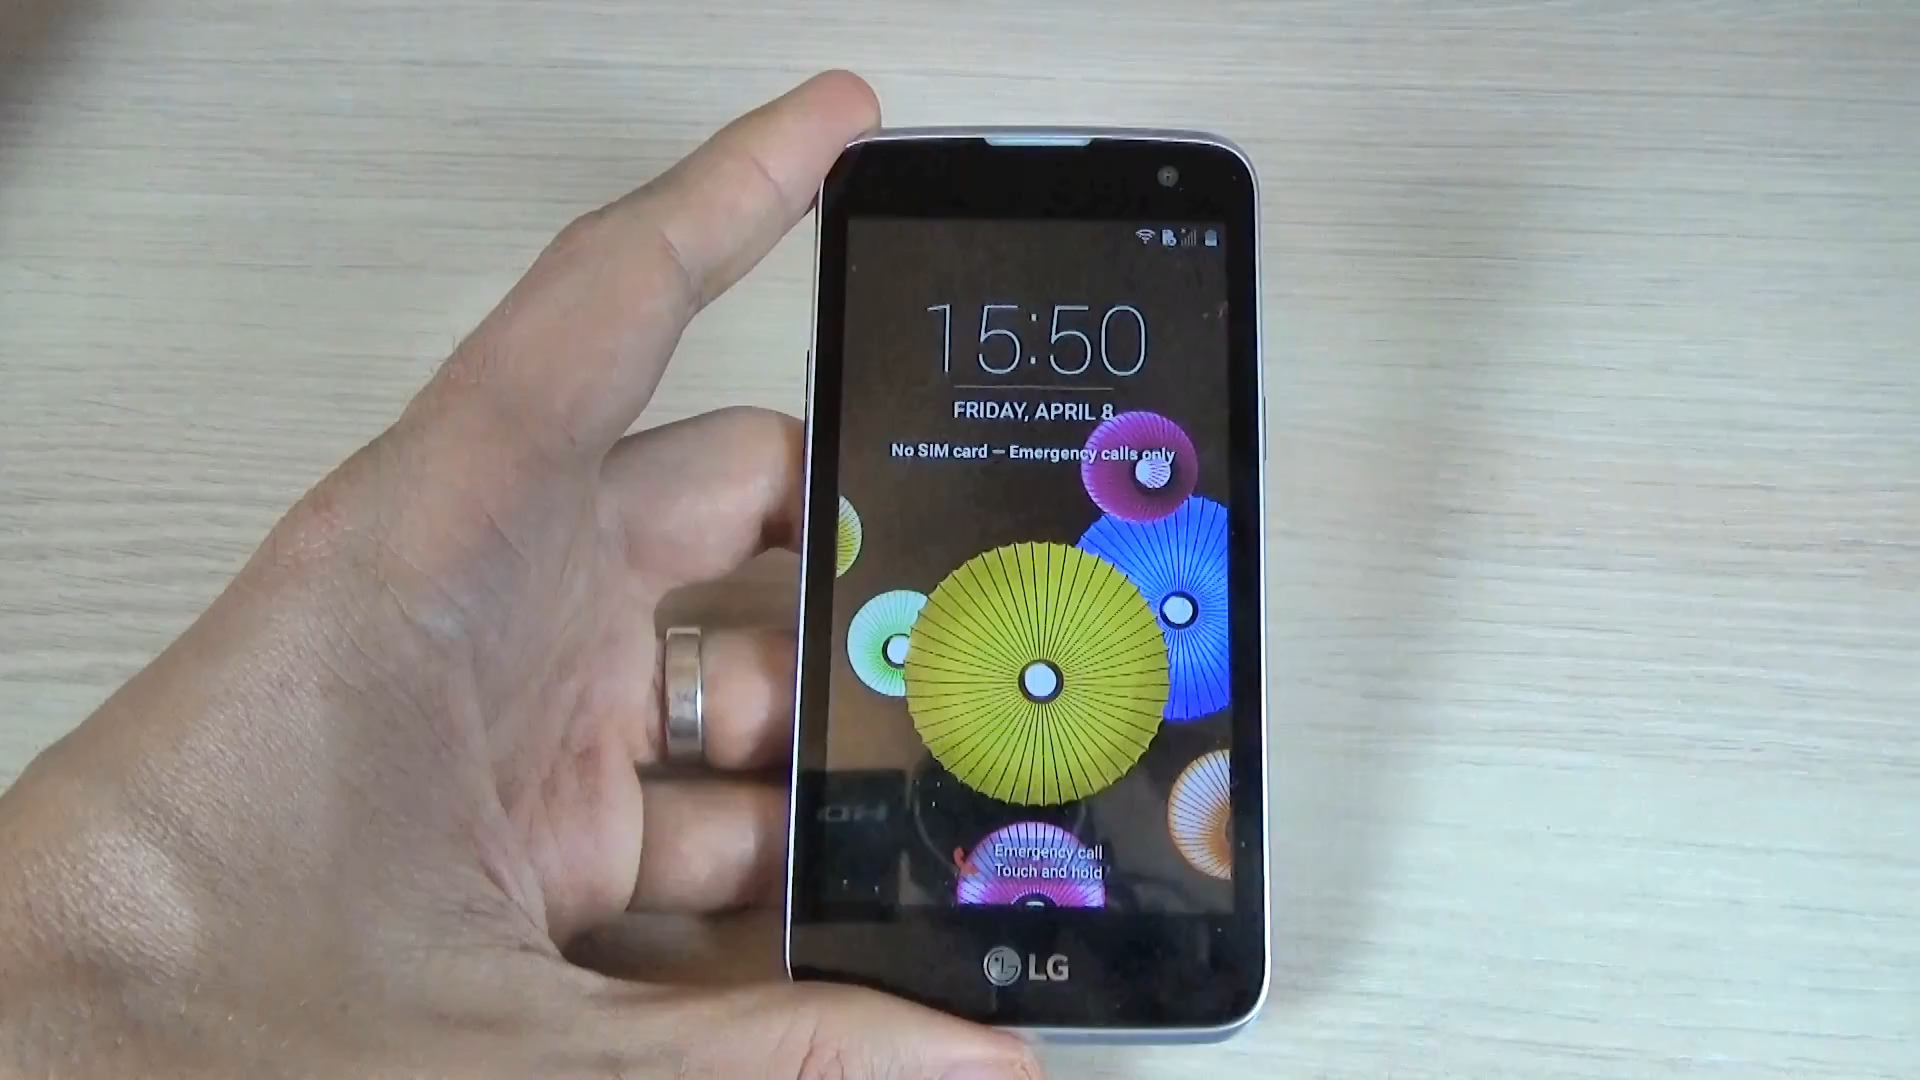 15:50
FRIDAY, APRIL 8
No SIM card — Emergency calls only
Emergency call
Touch and hold
LG